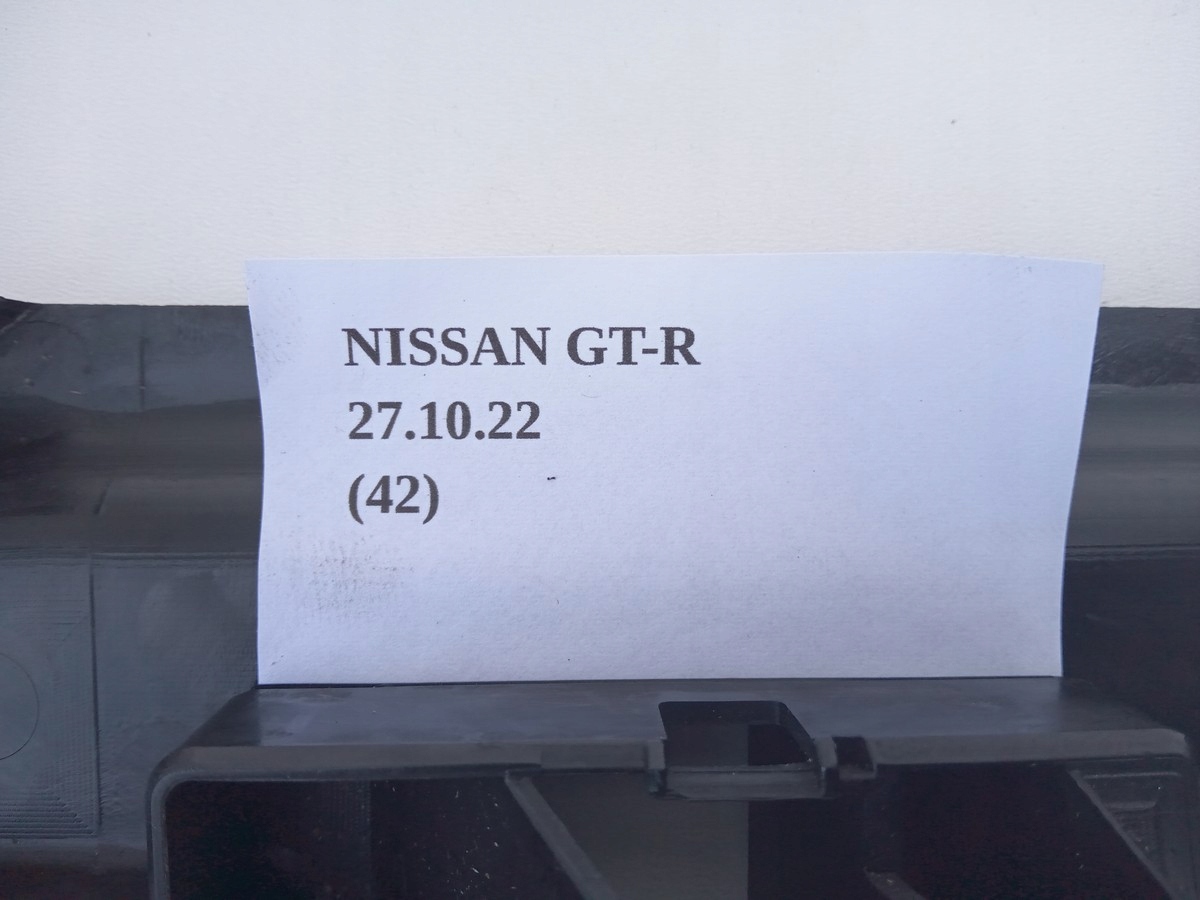 NISSAN GT-R
27.10.22
(42)